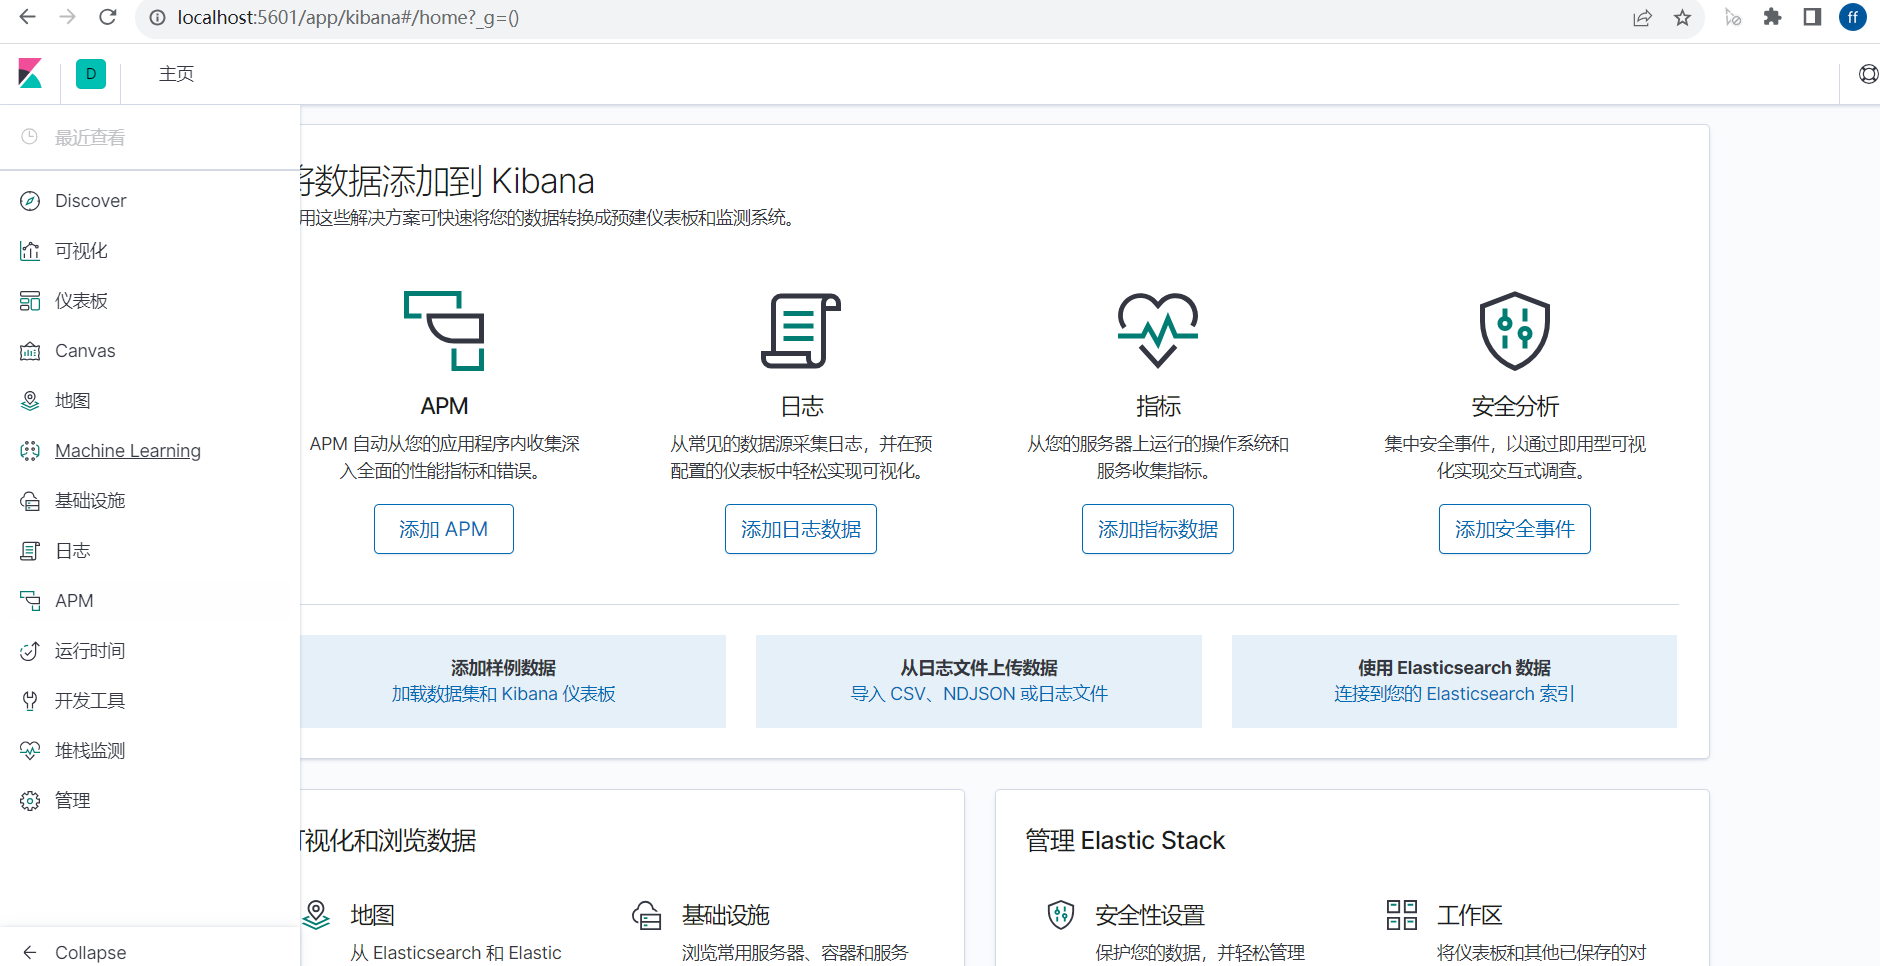 localhost:5601/app/kibana#/home?_g=()
ff
D
主页
最近查看
Discover
可视化
仪表板
Canvas
地图
Machine Learning
基础设施
日志
APM
运行时间
开发工具
堆栈监测
管理
Collapse
将数据添加到 Kibana
用这些解决方案可快速将您的数据转换成预建仪表板和监测系统。
APM
APM 自动从您的应用程序内收集深
入全面的性能指标和错误。
添加 APM
日志
从常见的数据源采集日志，并在预
配置的仪表板中轻松实现可视化。
添加日志数据
指标
从您的服务器上运行的操作系统和
服务收集指标。
添加指标数据
安全分析
集中安全事件，以通过即用型可视
化实现交互式调查。
添加安全事件
添加样例数据
加载数据集和 Kibana 仪表板
从日志文件上传数据
导入 CSV、NDJSON 或日志文件
使用 Elasticsearch 数据
连接到您的 Elasticsearch 索引
可视化和浏览数据
地图
从 Elasticsearch 和 Elastic
基础设施
浏览常用服务器、容器和服务
管理 Elastic Stack
安全性设置
保护您的数据，并轻松管理
工作区
将仪表板和其他已保存的对